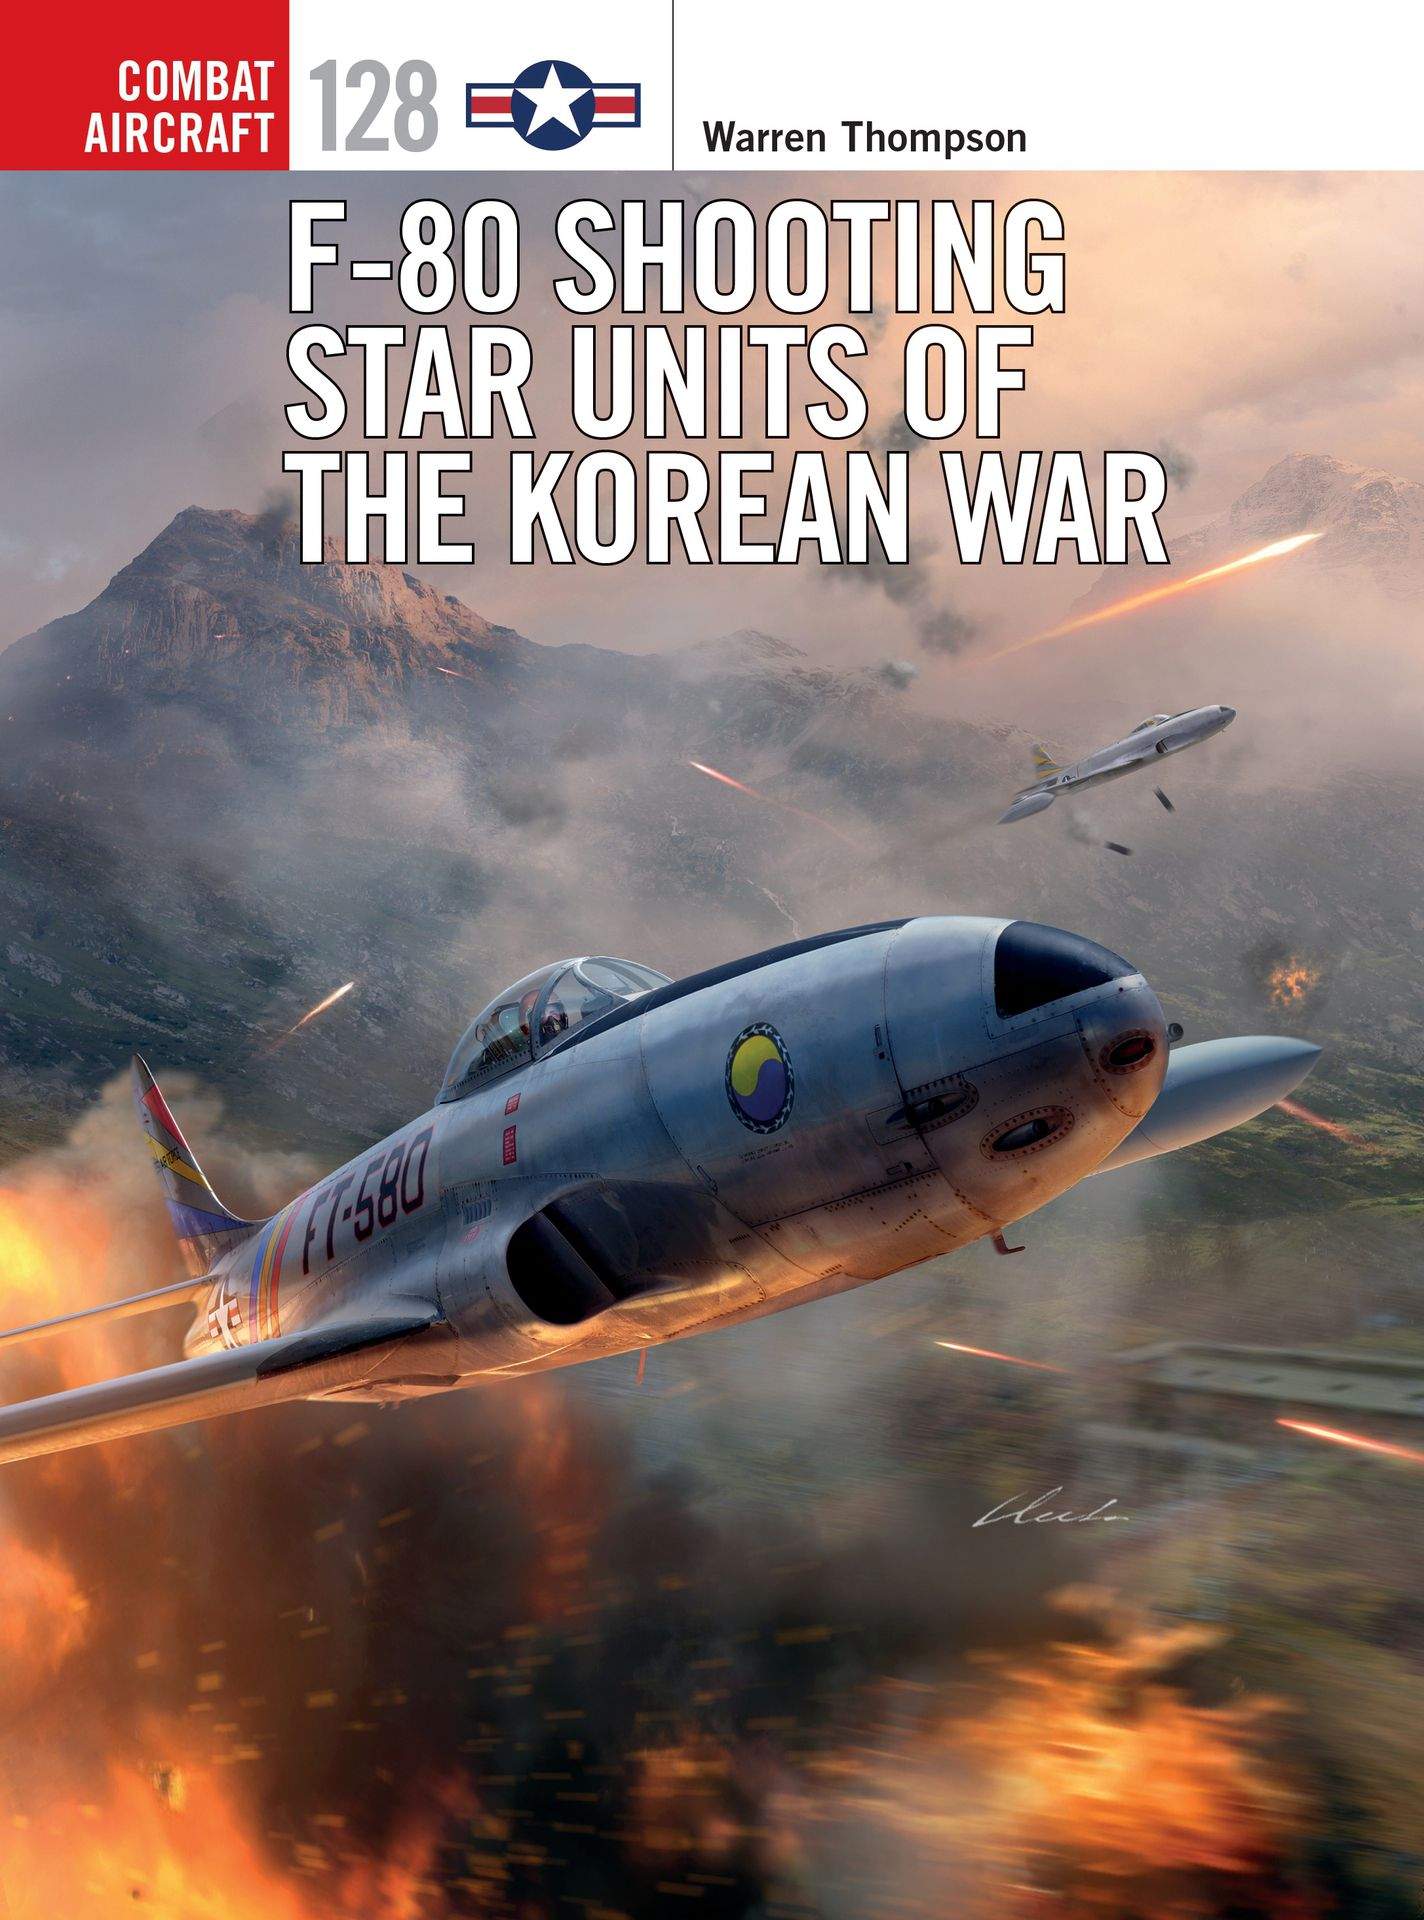 COMBAT
AIRCRAFT
128
Warren Thompson
F-80 SHOOTING
STAR UNITS OF
THE KOREAN WAR
FT-580